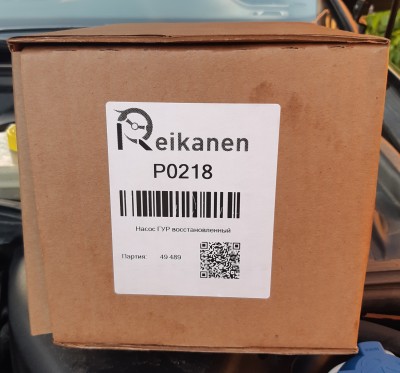 Reikanen
P0218
Насос ГУР восстановленный
Партия: 49 489